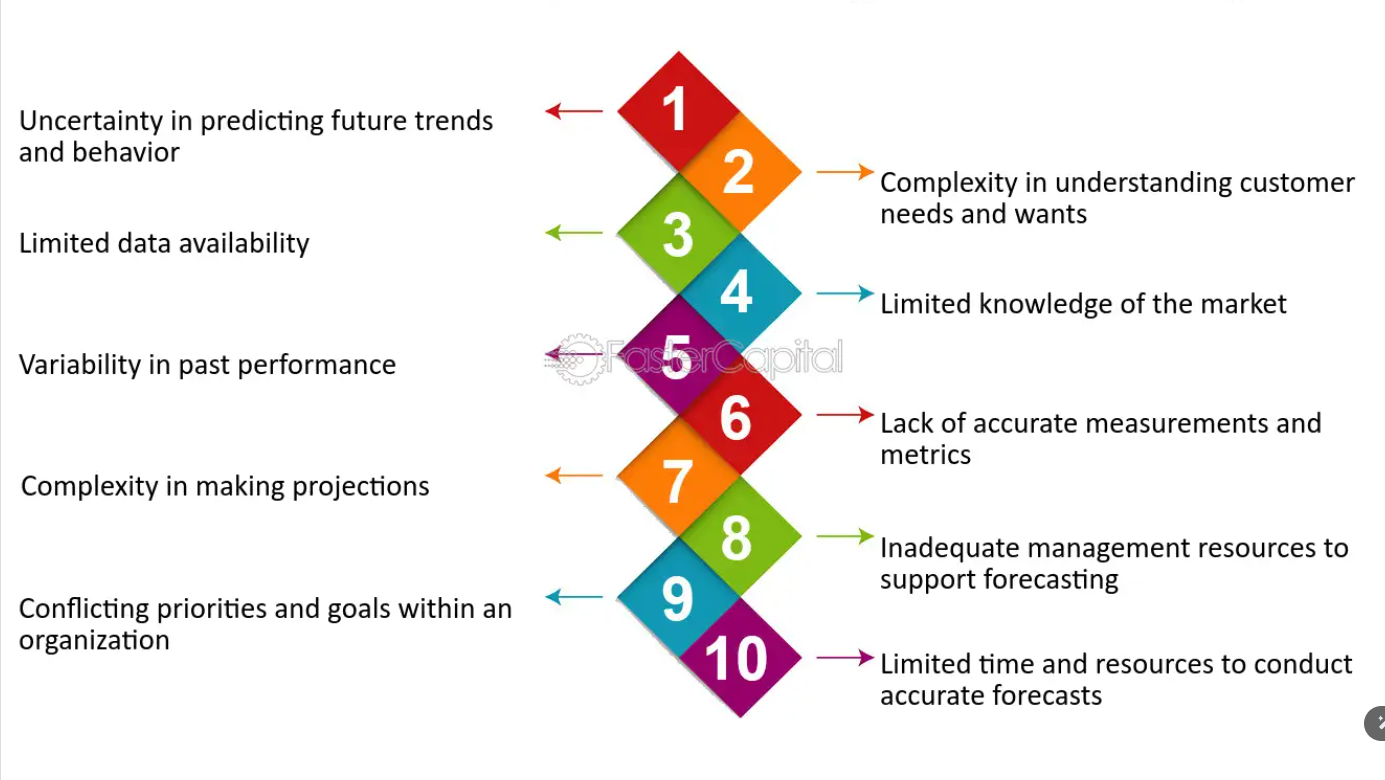 1
Uncertainty in predicting future trends
and behavior
2
Complexity in understanding customer
needs and wants
3
Limited data availability
4
Limited knowledge of the market
5
Variability in past performance
FasterCapital
6
Lack of accurate measurements and
metrics
7
Complexity in making projections
8
Inadequate management resources to
support forecasting
9
Conflicting priorities and goals within an
organization
10
Limited time and resources to conduct
accurate forecasts